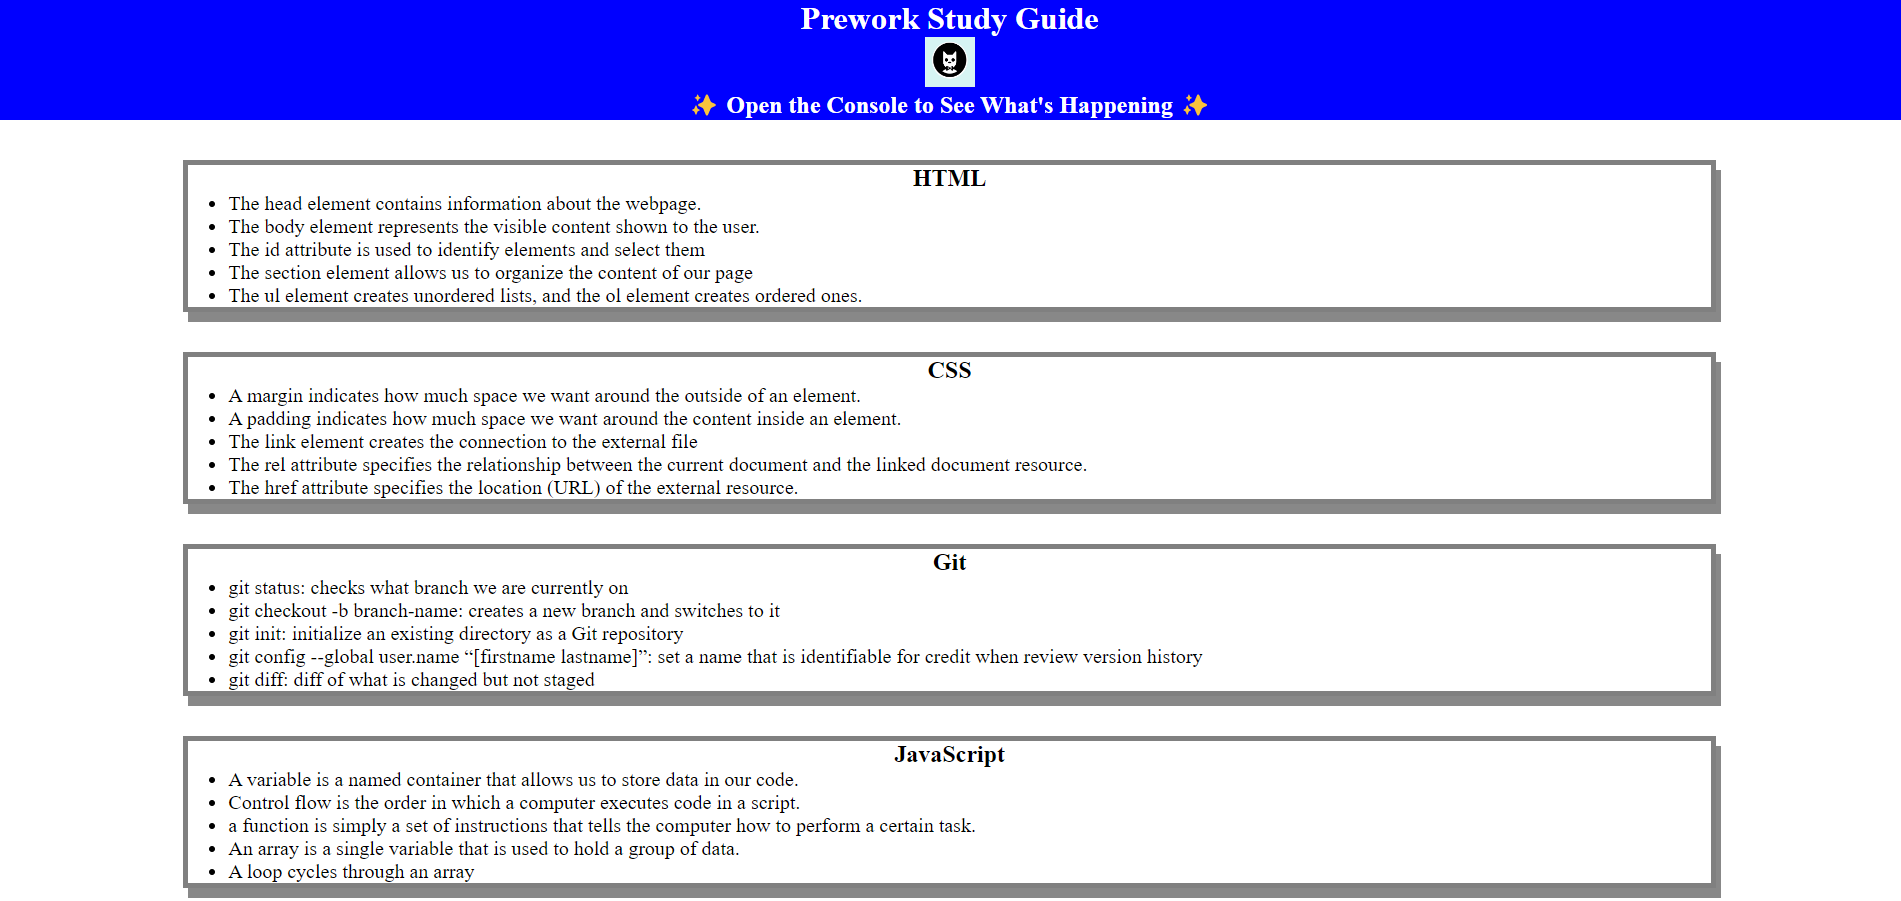 Prework Study Guide
✨ Open the Console to See What's Happening ✨
HTML
• The head element contains information about the webpage.
• The body element represents the visible content shown to the user.
• The id attribute is used to identify elements and select them
• The section element allows us to organize the content of our page
• The ul element creates unordered lists, and the ol element creates ordered ones.
CSS
• A margin indicates how much space we want around the outside of an element.
• A padding indicates how much space we want around the content inside an element.
• The link element creates the connection to the external file
• The rel attribute specifies the relationship between the current document and the linked document resource.
• The href attribute specifies the location (URL) of the external resource.
Git
• git status: checks what branch we are currently on
• git checkout -b branch-name: creates a new branch and switches to it
• git init: initialize an existing directory as a Git repository
• git config --global user.name “[firstname lastname]”: set a name that is identifiable for credit when review version history
• git diff: diff of what is changed but not staged
JavaScript
• A variable is a named container that allows us to store data in our code.
• Control flow is the order in which a computer executes code in a script.
• a function is simply a set of instructions that tells the computer how to perform a certain task.
• An array is a single variable that is used to hold a group of data.
• A loop cycles through an array